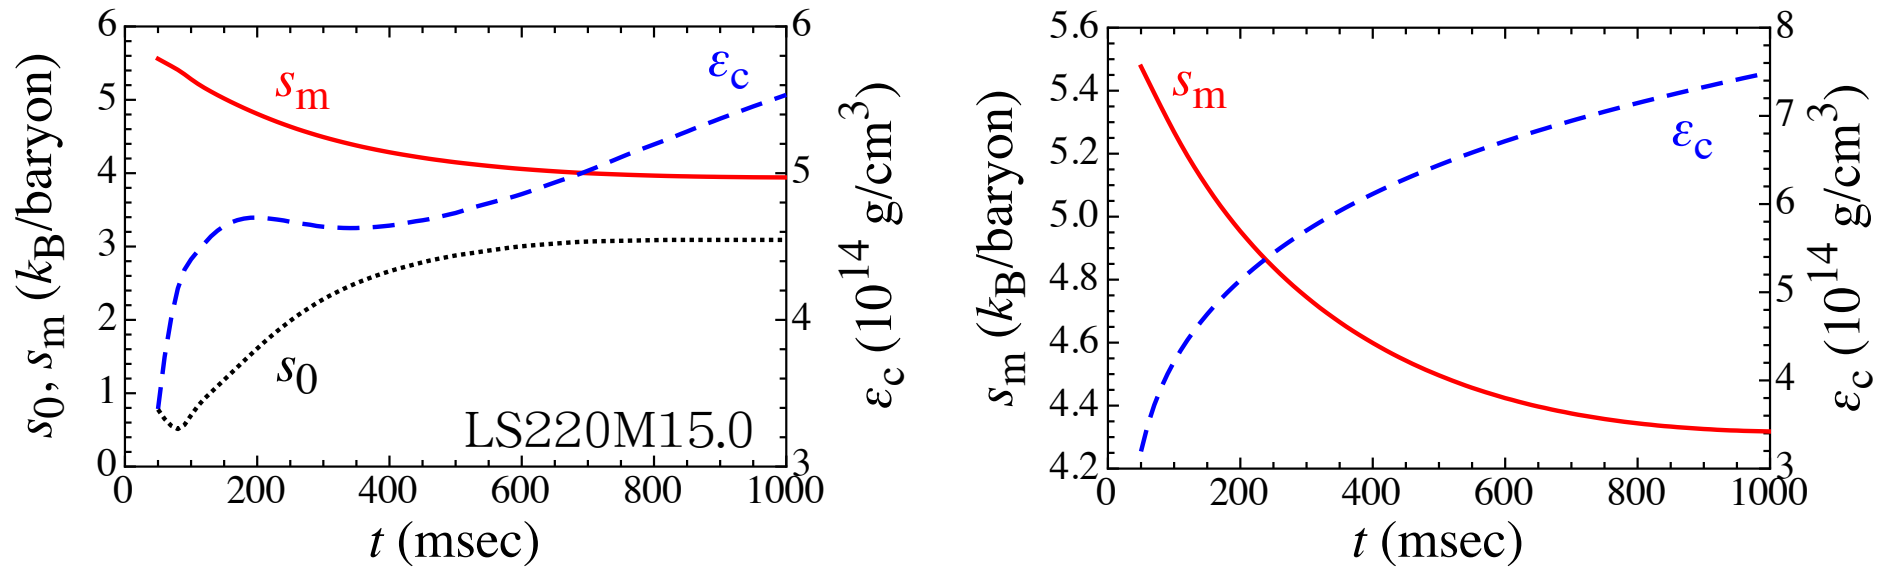 6
5
4
3
2
1
0
s0, sm (kB/baryon)
sm
εc
s0
LS220M15.0
6
5
4
3
εc (10^14 g/cm^3)
0 200 400 600 800 1000
t (msec)
5.6
5.4
5.2
5.0
4.8
4.6
4.4
4.2
sm (kB/baryon)
sm
εc
8
7
6
5
4
3
εc (10^14 g/cm^3)
0 200 400 600 800 1000
t (msec)